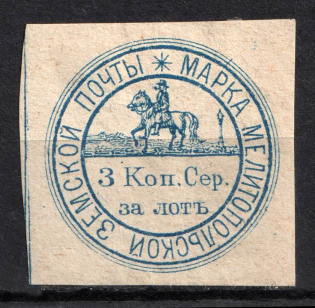 МАРКА МЕЛИТОПОЛЬСКОЙ ЗЕМСКОЙ ПОЧТЫ *
3 Коп. Сер.
за лотъ